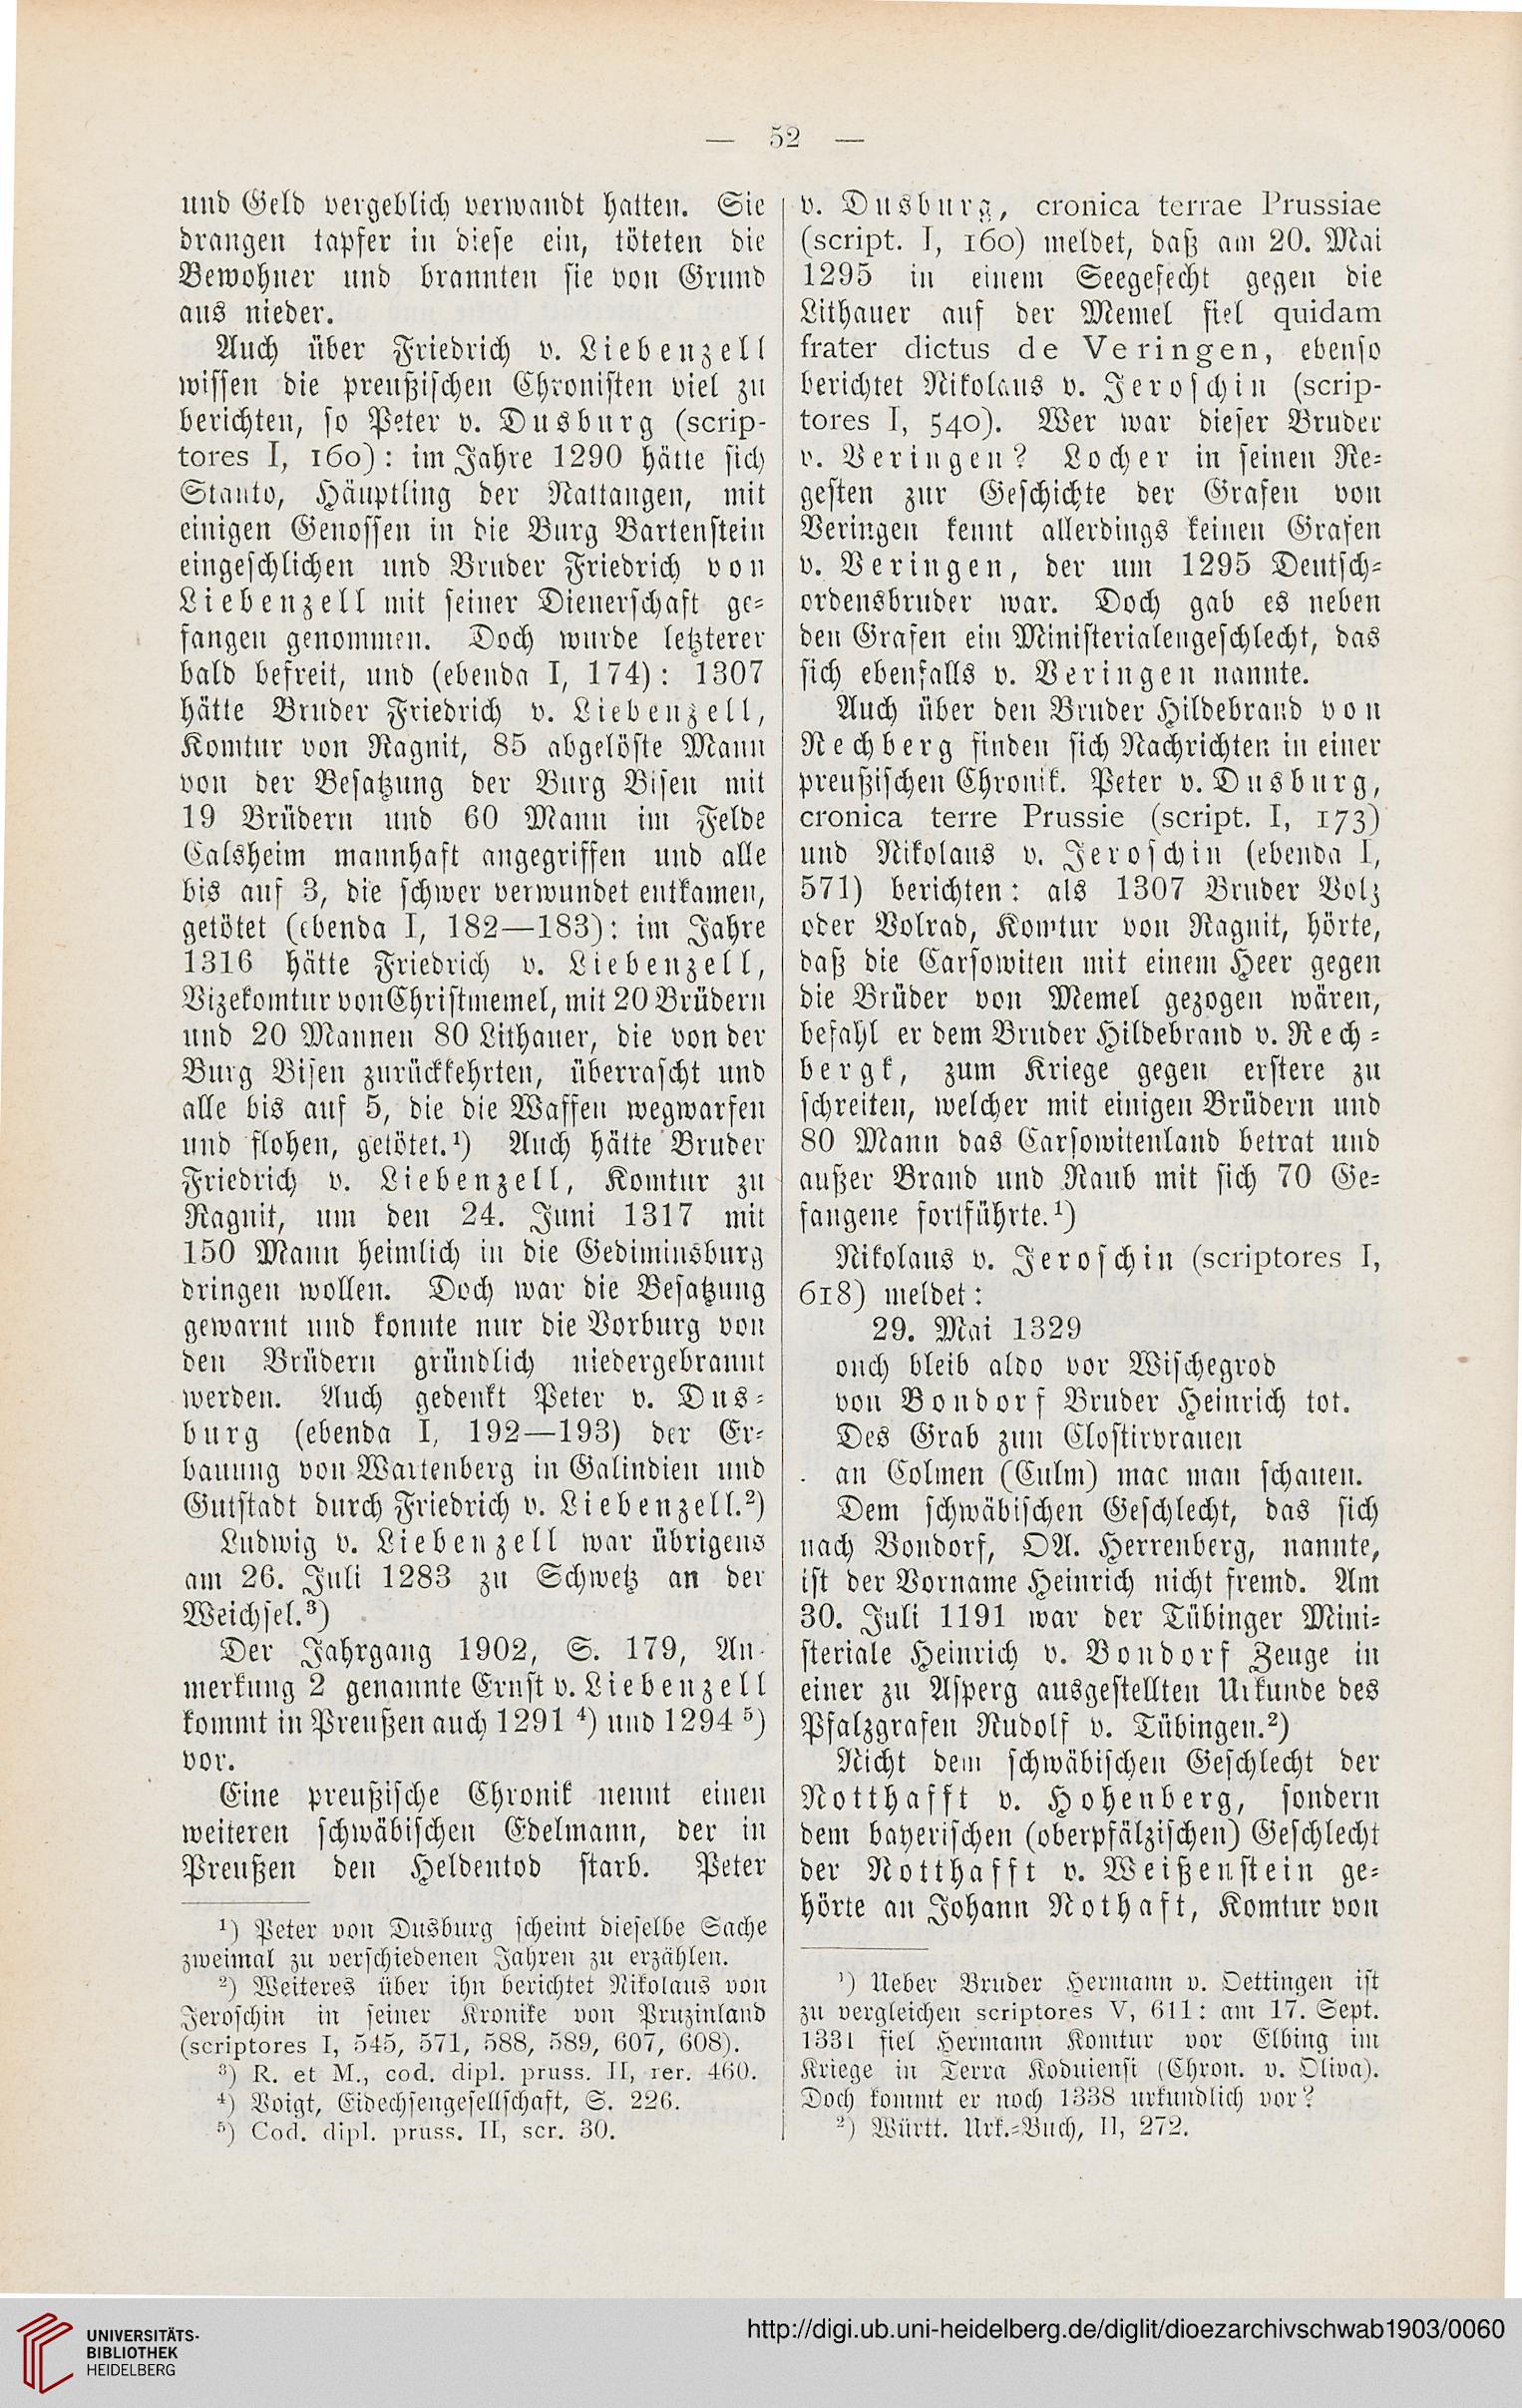 — 52 —
und Geld vergeblich verwandt hatten. Sie
drangen tapfer in diese ein, töteten die
Bewohner und brannten sie von Grund
aus nieder.
Auch über Friedrich v. Liebenzell
wissen die preußischen Chronisten viel zu
berichten, so Peter v. Dusburg (scrip-
tores I, 160): im Jahre 1290 hätte sich
Stanto, Häuptling der Nattangen, mit
einigen Genossen in die Burg Bartenstein
eingeschlichen und Bruder Friedrich von
Liebenzell mit seiner Dienerschaft ge-
fangen genommen. Doch wurde letzterer
bald befreit, und (ebenda I, 174): 1307
hätte Bruder Friedrich v. Liebenzell,
Komtur von Ragnit, 85 abgelöste Mann
von der Besatzung der Burg Bisen mit
19 Brüdern und 60 Mann im Felde
Calsheim mannhaft angegriffen und alle
bis auf 3, die schwer verwundet entkamen,
getötet (ebenda I, 182—183): im Jahre
1316 hätte Friedrich v. Liebenzell,
Vizekomtur von Christmemel, mit 20 Brüdern
und 20 Mannen 80 Lithauer, die von der
Burg Bisen zurückkehrten, überrascht und
alle bis auf 5, die die Waffen wegwarfen
und flohen, getötet.¹) Auch hätte Bruder
Friedrich v. Liebenzell, Komtur zu
Ragnit, um den 24. Juni 1317 mit
150 Mann heimlich in die Gediminsburg
dringen wollen. Doch war die Besatzung
gewarnt und konnte nur die Vorburg von
den Brüdern gründlich niedergebrannt
werden. Auch gedenkt Peter v. Dus-
burg (ebenda I, 192—193) der Er-
bauung von Wartenberg in Galindien und
Gutstadt durch Friedrich v. Liebenzell.²)
Ludwig v. Liebenzell war übrigens
am 26. Juli 1283 zu Schwetz an der
Weichsel.³)
Der Jahrgang 1902, S. 179, An-
merkung 2 genannte Ernst v. Liebenzell
kommt in Preußen auch 1291 ⁴) und 1294 ⁵)
vor.
Eine preußische Chronik nennt einen
weiteren schwäbischen Edelmann, der in
Preußen den Heldentod starb. Peter
¹) Peter von Dusburg scheint dieselbe Sache
zweimal zu verschiedenen Jahren zu erzählen.
²) Weiteres über ihn berichtet Nikolaus von
Jeroschin in seiner Kronike von Pruzinland
(scriptores I, 545, 571, 588, 589, 607, 608).
³) R. et M., cod. dipl. pruss. II, rer. 460.
⁴) Voigt, Eidechsengesellschaft, S. 226.
⁵) Cod. dipl. pruss. II, scr. 30.
v. Dusburg, cronica terrae Prussiae
(script. I, 160) meldet, daß am 20. Mai
1295 in einem Seegefecht gegen die
Lithauer auf der Memel fiel quidam
frater dictus de Veringen, ebenso
berichtet Nikolaus v. Jeroschin (scrip-
tores I, 540). Wer war dieser Bruder
v. Veringen? Locher in seinen Re-
gesten zur Geschichte der Grafen von
Veringen kennt allerdings keinen Grafen
v. Veringen, der um 1295 Deutsch-
ordensbruder war. Doch gab es neben
den Grafen ein Ministerialengeschlecht, das
sich ebenfalls v. Veringen nannte.
Auch über den Bruder Hildebrand von
Rechberg finden sich Nachrichten in einer
preußischen Chronik. Peter v. Dusburg,
cronica terre Prussie (script. I, 173)
und Nikolaus v. Jeroschin (ebenda I,
571) berichten: als 1307 Bruder Volz
oder Volrad, Komtur von Ragnit, hörte,
daß die Carsowiten mit einem Heer gegen
die Brüder von Memel gezogen wären,
befahl er dem Bruder Hildebrand v. Rech-
bergk, zum Kriege gegen erstere zu
schreiten, welcher mit einigen Brüdern und
80 Mann das Carsowitenland betrat und
außer Brand und Raub mit sich 70 Ge-
fangene fortführte.¹)
Nikolaus v. Jeroschin (scriptores I,
618) meldet:
29. Mai 1329
ouch bleib aldo vor Wischegrod
von Bondorf Bruder Heinrich tot.
Des Grab zun Clostirvrauen
an Colmen (Culm) mac man schauen.
Dem schwäbischen Geschlecht, das sich
nach Bondorf, OA. Herrenberg, nannte,
ist der Vorname Heinrich nicht fremd. Am
30. Juli 1191 war der Tübinger Mini-
steriale Heinrich v. Bondorf Zeuge in
einer zu Asperg ausgestellten Urkunde des
Pfalzgrafen Rudolf v. Tübingen.²)
Nicht dem schwäbischen Geschlecht der
Notthafft v. Hohenberg, sondern
dem bayerischen (oberpfälzischen) Geschlecht
der Notthafft v. Weißenstein ge-
hörte an Johann Nothaft, Komtur von
¹) Ueber Bruder Hermann v. Oettingen ist
zu vergleichen scriptores V, 611: am 17. Sept.
1331 fiel Hermann Komtur vor Elbing im
Kriege in Terra Koduiensi (Chron. v. Oliva).
Doch kommt er noch 1338 urkundlich vor?
²) Württ. Urk.-Buch, II, 272.
UNIVERSITÄTS-
BIBLIOTHEK
HEIDELBERG
http://digi.ub.uni-heidelberg.de/diglit/dioezarchivschwab1903/0060